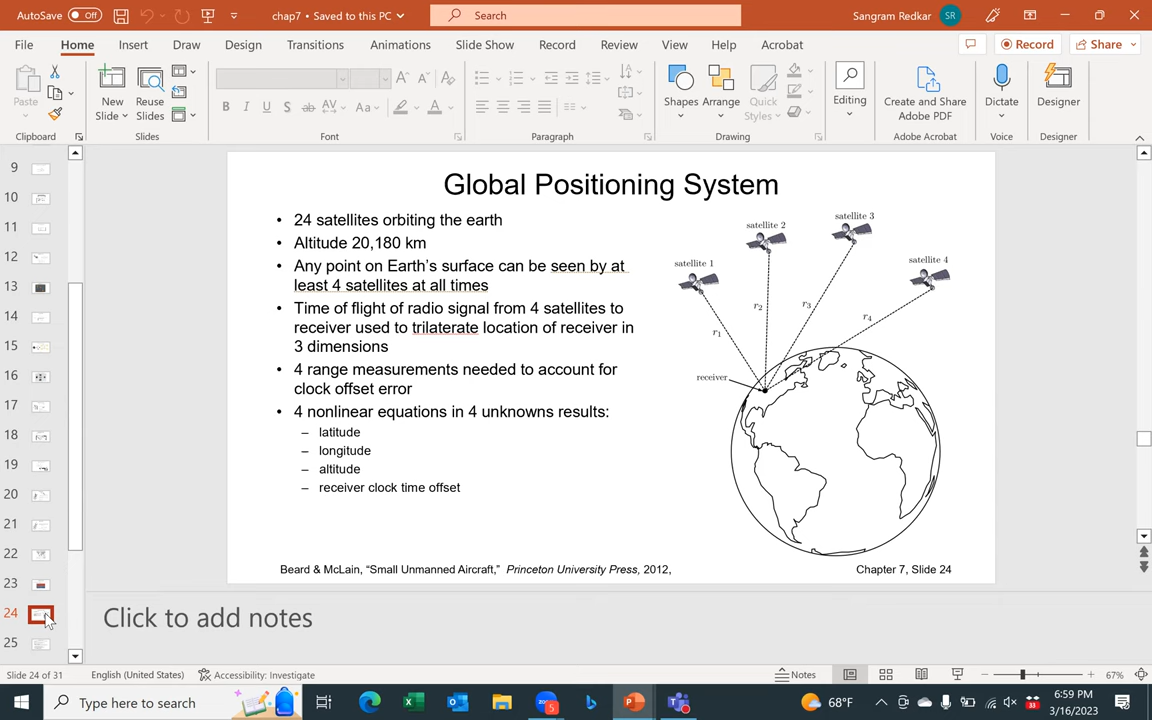 AutoSave Off chap7 • Saved to this PC Search Sangram Redkar SR
File Home Insert Draw Design Transitions Animations Slide Show Record Review View Help Acrobat Record Share
Paste New Slide Reuse Slides B I U S ab AV Aa A Shapes Arrange Quick Styles Editing Create and Share Adobe PDF Dictate Designer
Clipboard Slides Font Paragraph Drawing Adobe Acrobat Voice Designer
9
10
11
12
13
14
15
16
17
18
19
20
21
22
23
24
25
Global Positioning System
• 24 satellites orbiting the earth
• Altitude 20,180 km
• Any point on Earth's surface can be seen by at
least 4 satellites at all times
• Time of flight of radio signal from 4 satellites to
receiver used to trilaterate location of receiver in
3 dimensions
• 4 range measurements needed to account for
clock offset error
• 4 nonlinear equations in 4 unknowns results:
– latitude
– longitude
– altitude
– receiver clock time offset
satellite 1
satellite 2
satellite 3
satellite 4
r1
r2
r3
r4
receiver
Beard & McLain, "Small Unmanned Aircraft," Princeton University Press, 2012,
Chapter 7, Slide 24
Click to add notes
Slide 24 of 31 English (United States) Accessibility: Investigate Notes 67%
Type here to search 68°F 6:59 PM
3/16/2023